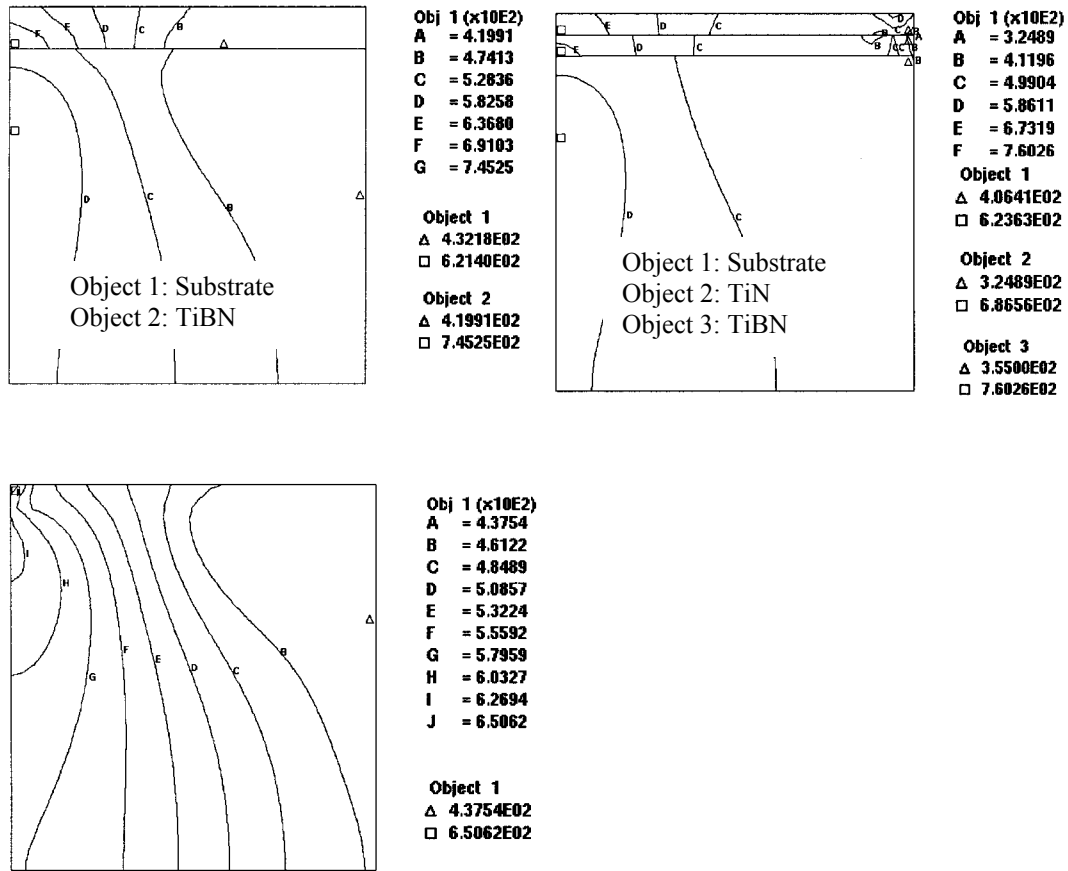 Obj 1 (x10E2)
A = 4.1991
B = 4.7413
C = 5.2836
D = 5.8258
E = 6.3680
F = 6.9103
G = 7.4525
Object 1
△ 4.3218E02
□ 6.2140E02
Object 2
△ 4.1991E02
□ 7.4525E02
F
E
D
C
B
D
C
B
Object 1: Substrate
Object 2: TiBN
Obj 1 (x10E2)
A = 3.2489
B = 4.1196
C = 4.9904
D = 5.8611
E = 6.7319
F = 7.6026
Object 1
△ 4.0641E02
□ 6.2363E02
Object 2
△ 3.2489E02
□ 6.8656E02
Object 3
△ 3.5500E02
□ 7.6026E02
E
D
C
D
B
C
B
A
E
D
C
B
C
C
B
B
D
C
Object 1: Substrate
Object 2: TiN
Object 3: TiBN
Obj 1 (x10E2)
A = 4.3754
B = 4.6122
C = 4.8489
D = 5.0857
E = 5.3224
F = 5.5592
G = 5.7959
H = 6.0327
I = 6.2694
J = 6.5062
Object 1
△ 4.3754E02
□ 6.5062E02
I
H
G
F
E
D
C
B